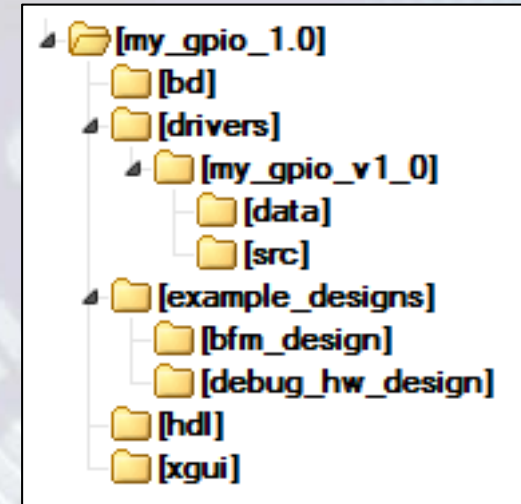 [my_gpio_1.0]
[bd]
[drivers]
[my_gpio_v1_0]
[data]
[src]
[example_designs]
[bfm_design]
[debug_hw_design]
[hdl]
[xgui]